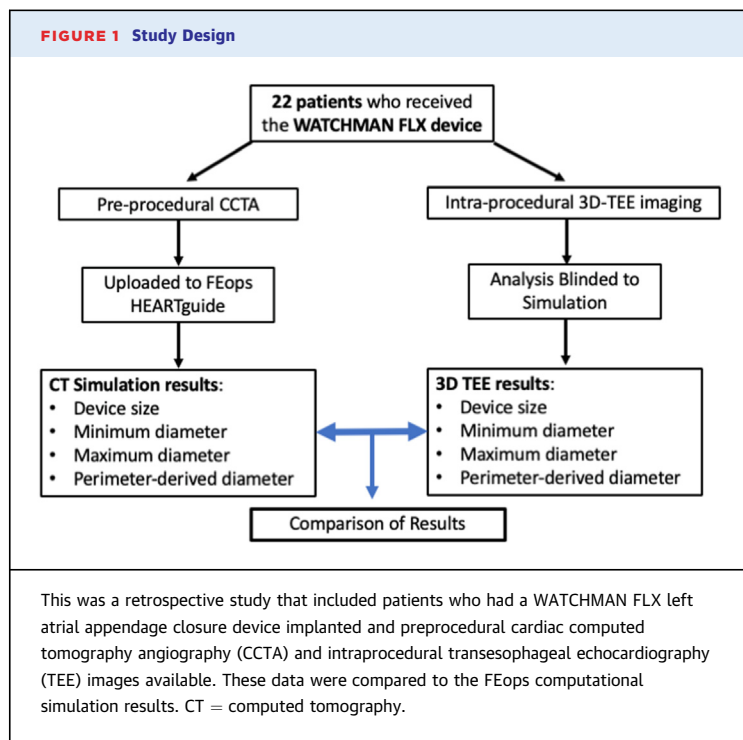 FIGURE 1 Study Design
22 patients who received
the WATCHMAN FLX device
Pre-procedural CCTA
Intra-procedural 3D-TEE imaging
Uploaded to FEops
HEARTguide
Analysis Blinded to
Simulation
CT Simulation results:
• Device size
• Minimum diameter
• Maximum diameter
• Perimeter-derived diameter
3D TEE results:
• Device size
• Minimum diameter
• Maximum diameter
• Perimeter-derived diameter
Comparison of Results
This was a retrospective study that included patients who had a WATCHMAN FLX left
atrial appendage closure device implanted and preprocedural cardiac computed
tomography angiography (CCTA) and intraprocedural transesophageal echocardiography
(TEE) images available. These data were compared to the FEops computational
simulation results. CT = computed tomography.